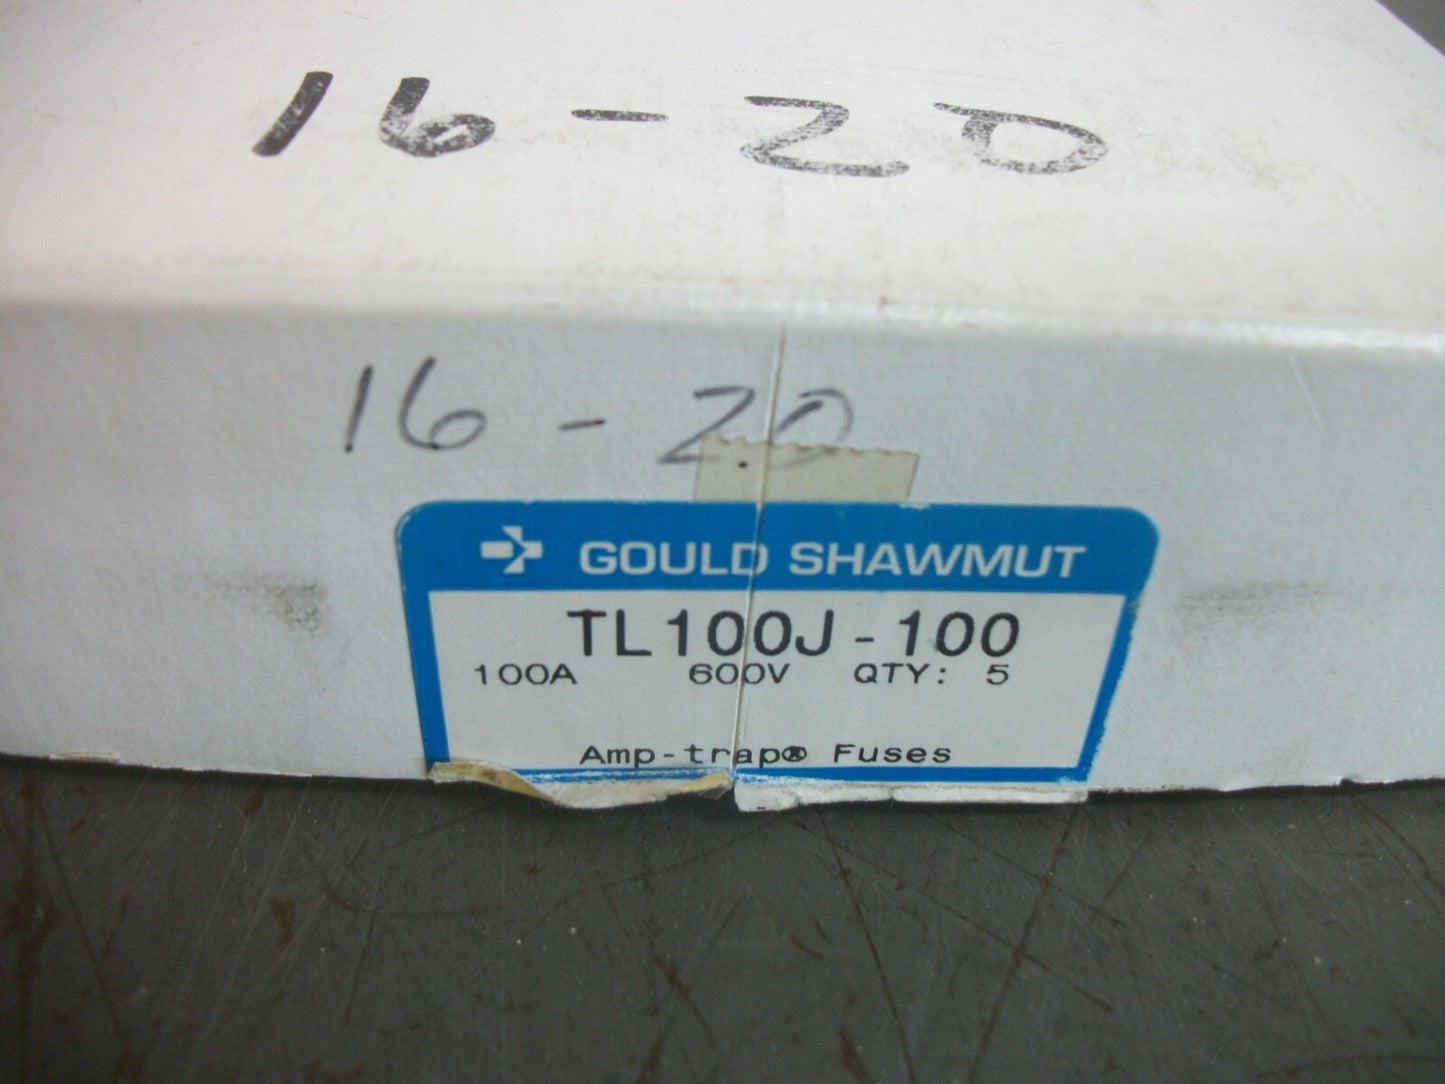 16-20
16-20
GOULD SHAWMUT
TL100J-100
100A 600V QTY: 5
Amp-trap® Fuses